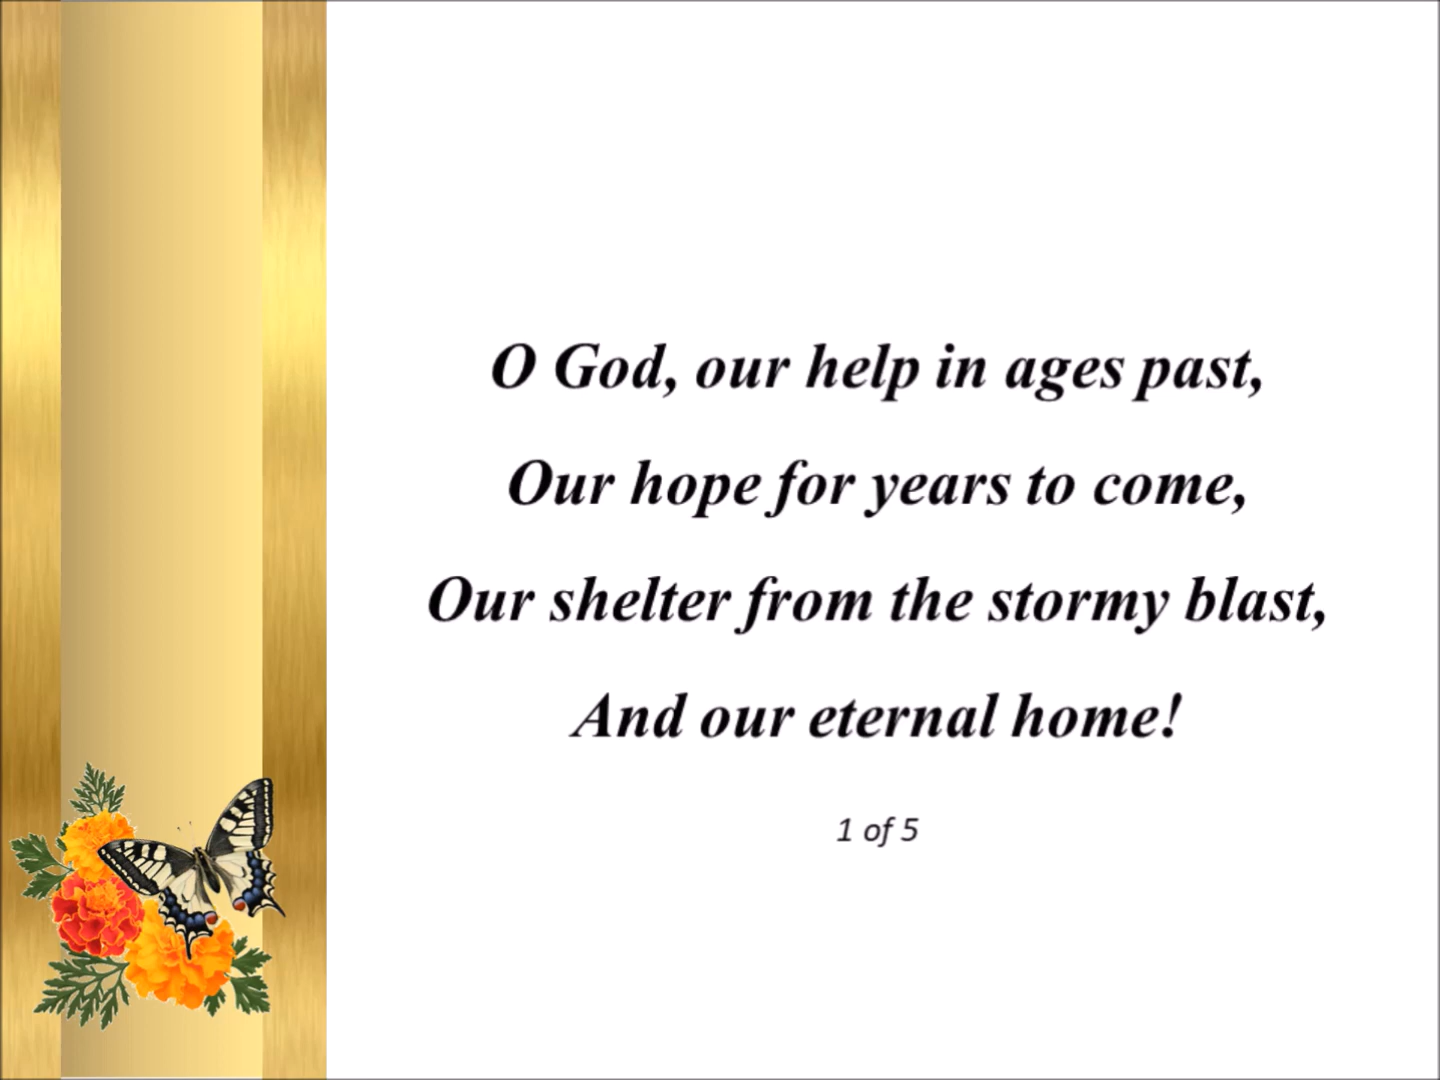 O God, our help in ages past,
Our hope for years to come,
Our shelter from the stormy blast,
And our eternal home!
1 of 5